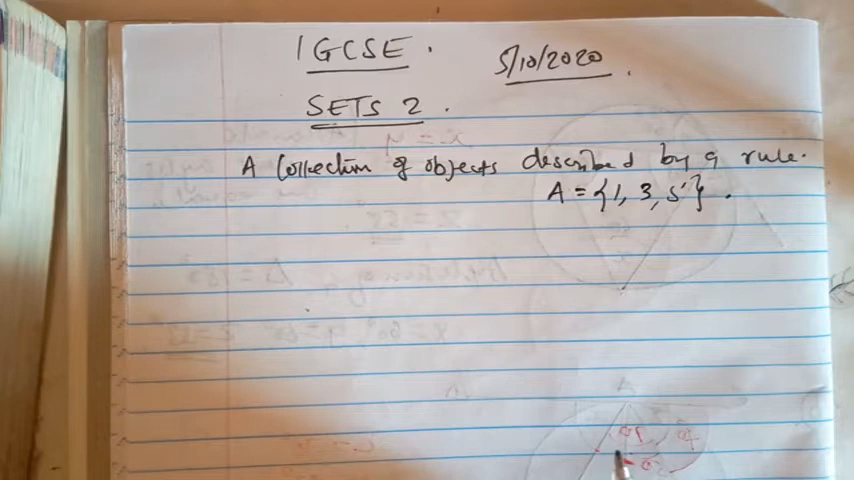 IGCSE.
5/10/2020.
SETS 2.
A Collection of objects described by a rule.
A = {1, 3, 5}.